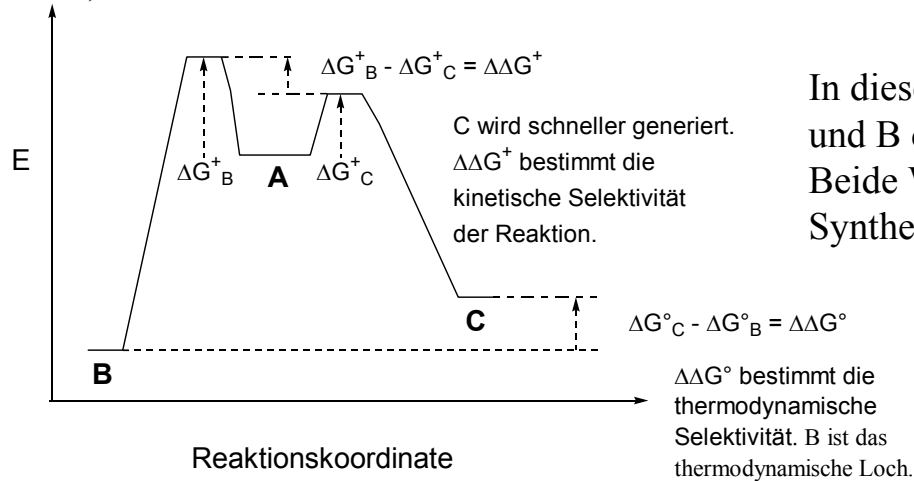 ΔG⁺B - ΔG⁺C = ΔΔG⁺
E
ΔG⁺B
A
ΔG⁺C
C wird schneller generiert.
ΔΔG⁺ bestimmt die
kinetische Selektivität
der Reaktion.
In diese
und B
Beide
Synthe
C
B
ΔG°C - ΔG°B = ΔΔG°
ΔΔG° bestimmt die
thermodynamische
Selektivität. B ist das
thermodynamische Loch.
Reaktionskoordinate